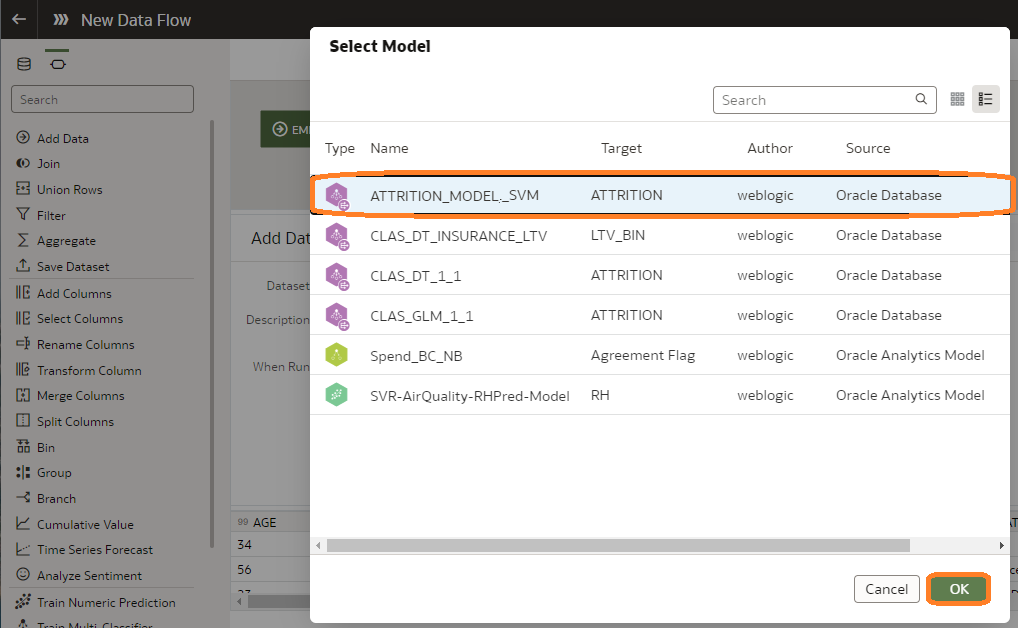 New Data Flow
Search
Add Data
Join
Union Rows
Filter
Aggregate
Save Dataset
Add Columns
Select Columns
Rename Columns
Transform Column
Merge Columns
Split Columns
Bin
Group
Branch
Cumulative Value
Time Series Forecast
Analyze Sentiment
Train Numeric Prediction
Train Multi-Classifier
EM
Add Dat
Dataset
Description
When Run
99 AGE
34
56
Select Model
Search
Type Name Target Author Source
ATTRITION_MODEL._SVM ATTRITION weblogic Oracle Database
CLAS_DT_INSURANCE_LTV LTV_BIN weblogic Oracle Database
CLAS_DT_1_1 ATTRITION weblogic Oracle Database
CLAS_GLM_1_1 ATTRITION weblogic Oracle Database
Spend_BC_NB Agreement Flag weblogic Oracle Analytics Model
SVR-AirQuality-RHPred-Model RH weblogic Oracle Analytics Model
Cancel OK